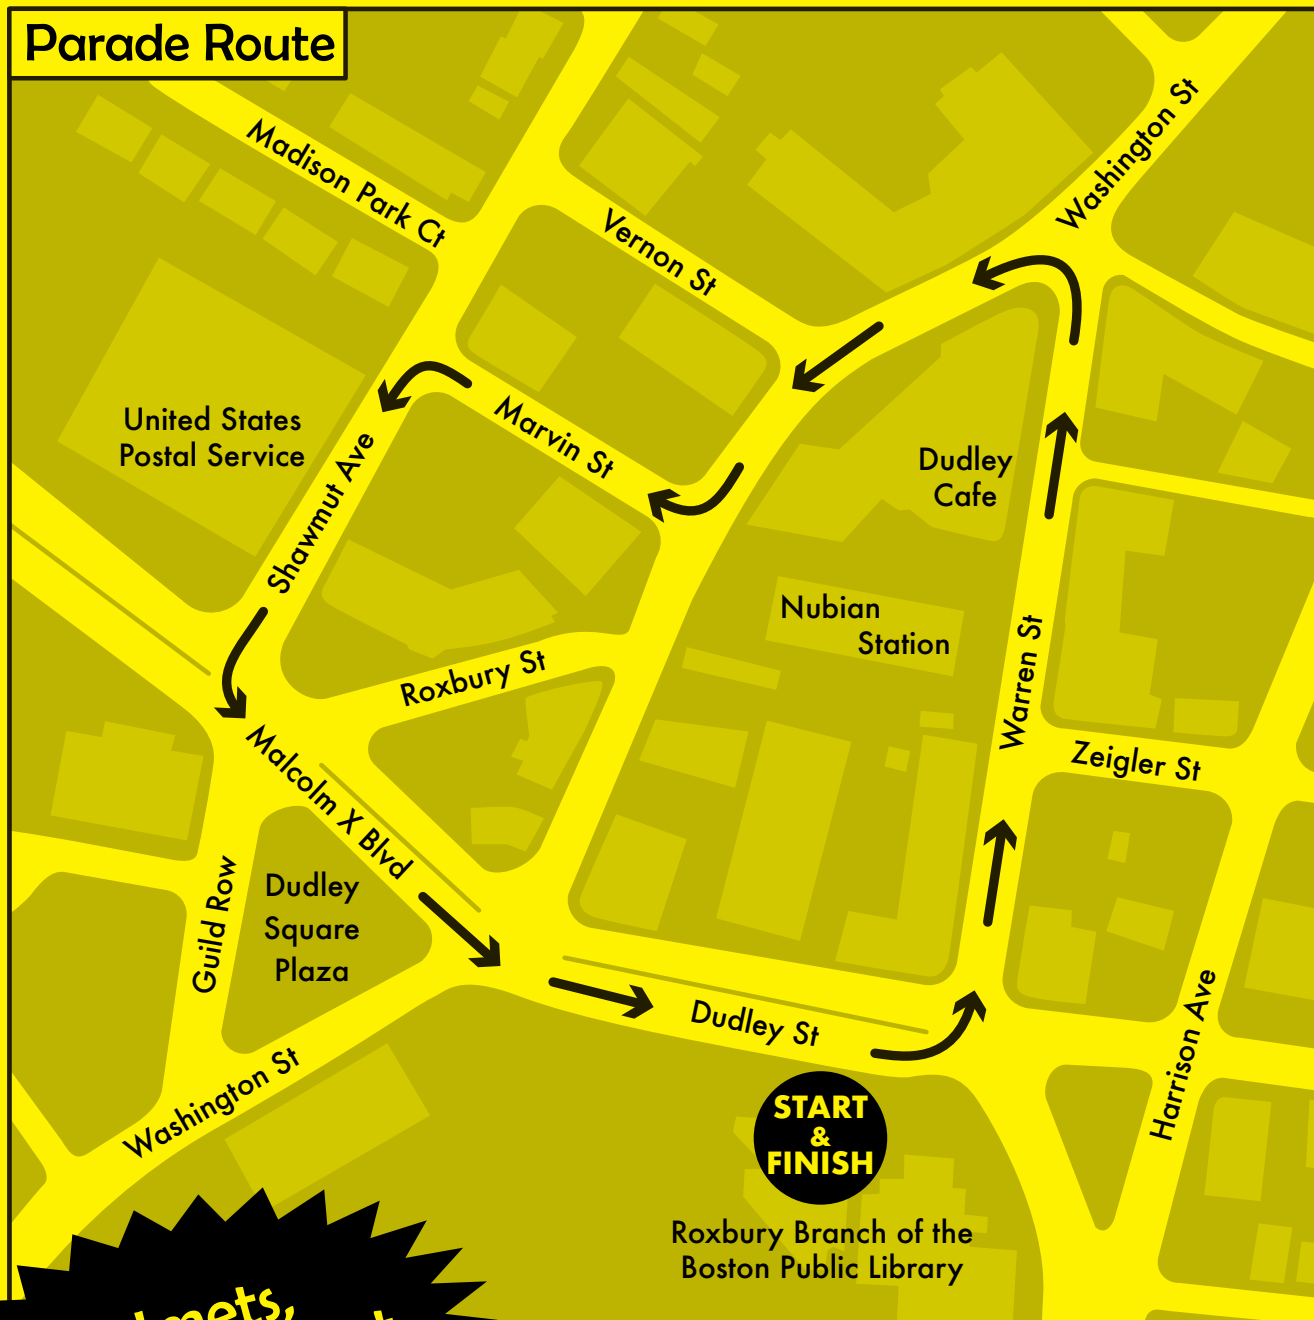 Parade Route
Madison Park Ct
Vernon St
Washington St
United States
Postal Service
Marvin St
Shawmut Ave
Dudley
Cafe
Nubian
Station
Roxbury St
Warren St
Zeigler St
Malcolm X Blvd
Guild Row
Dudley
Square
Plaza
Dudley St
Harrison Ave
Washington St
START
&
FINISH
Roxbury Branch of the
Boston Public Library